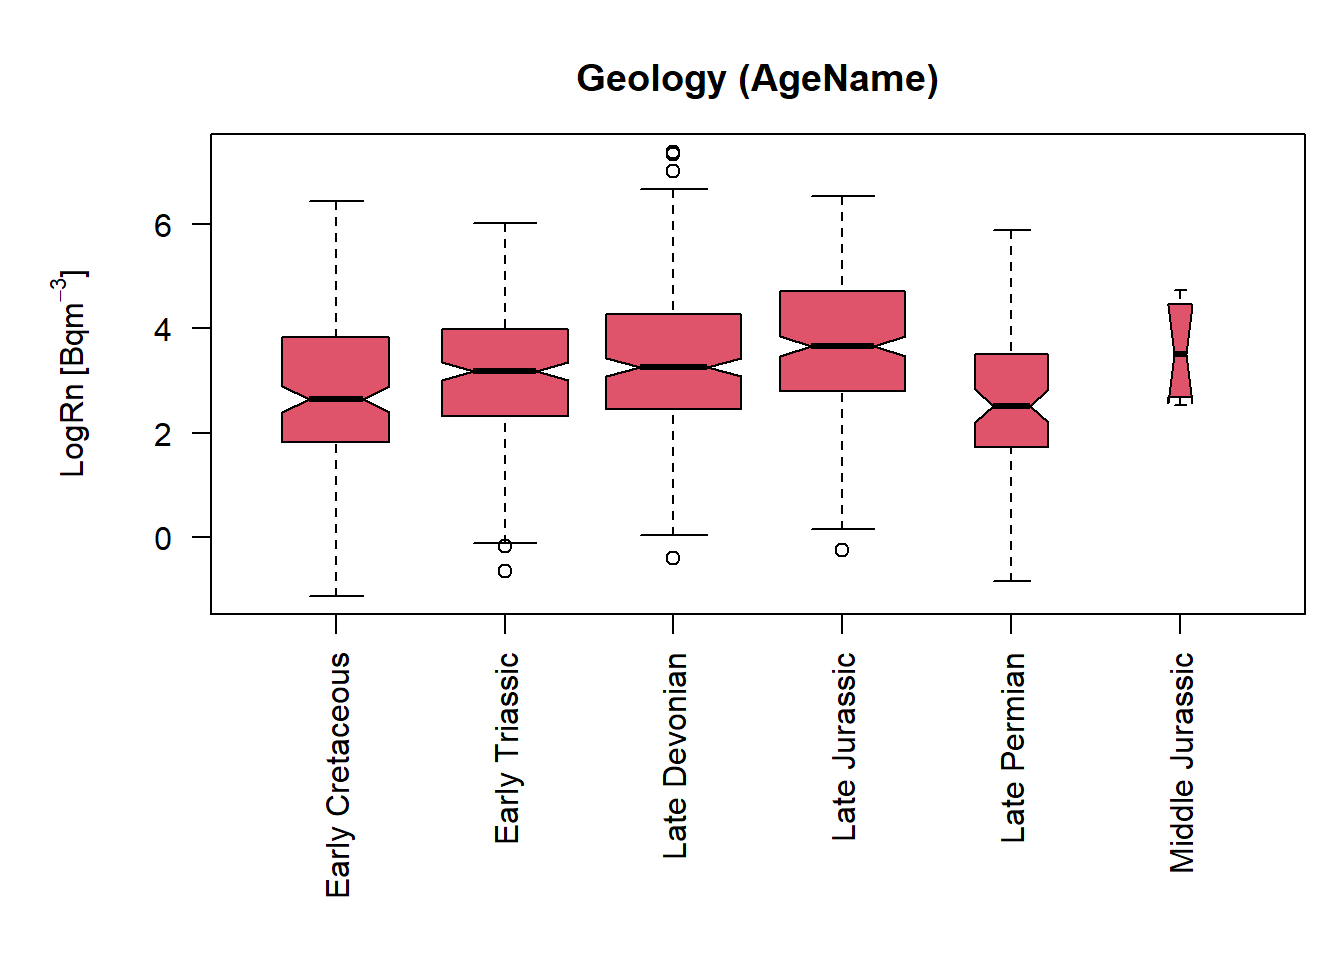 Geology (AgeName)
LogRn [Bqm⁻³]
6
4
2
0
Early Cretaceous
Early Triassic
Late Devonian
Late Jurassic
Late Permian
Middle Jurassic